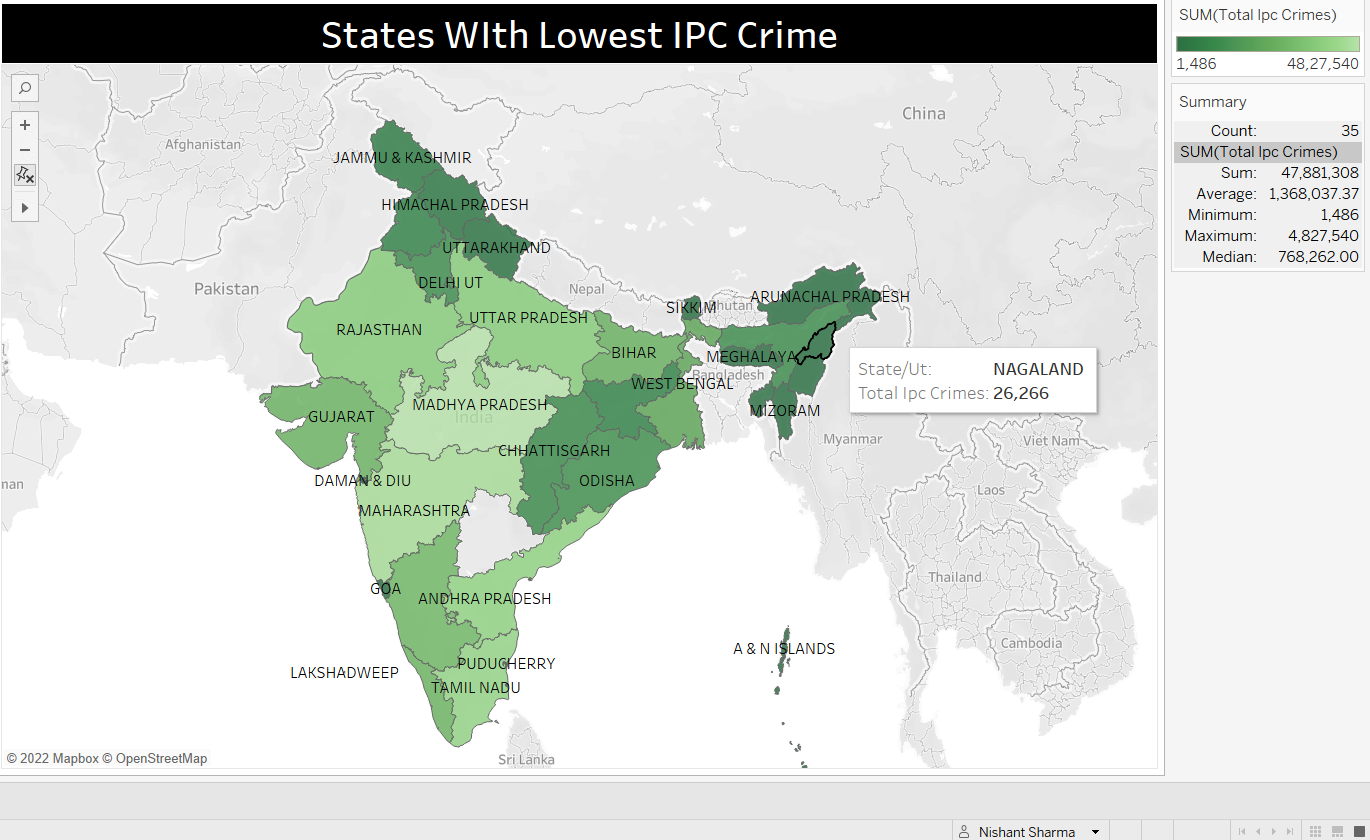 States WIth Lowest IPC Crime
SUM(Total Ipc Crimes)
1,486 48,27,540
Summary
Count: 35
SUM(Total Ipc Crimes)
Sum: 47,881,308
Average: 1,368,037.37
Minimum: 1,486
Maximum: 4,827,540
Median: 768,262.00
China
Afghanistan
JAMMU & KASHMIR
HIMACHAL PRADESH
UTTARAKHAND
DELHI UT
Pakistan
Nepal
SIKKIM
Bhutan
ARUNACHAL PRADESH
RAJASTHAN
UTTAR PRADESH
BIHAR
MEGHALAYA
Bangladesh
WEST BENGAL
State/Ut: NAGALAND
Total Ipc Crimes: 26,266
GUJARAT
MADHYA PRADESH
India
MIZORAM
Myanmar
Viet Nam
CHHATTISGARH
ODISHA
DAMAN & DIU
nan
Laos
MAHARASHTRA
GOA
ANDHRA PRADESH
Thailand
A & N ISLANDS
Cambodia
LAKSHADWEEP
PUDUCHERRY
TAMIL NADU
Sri Lanka
© 2022 Mapbox © OpenStreetMap
Nishant Sharma